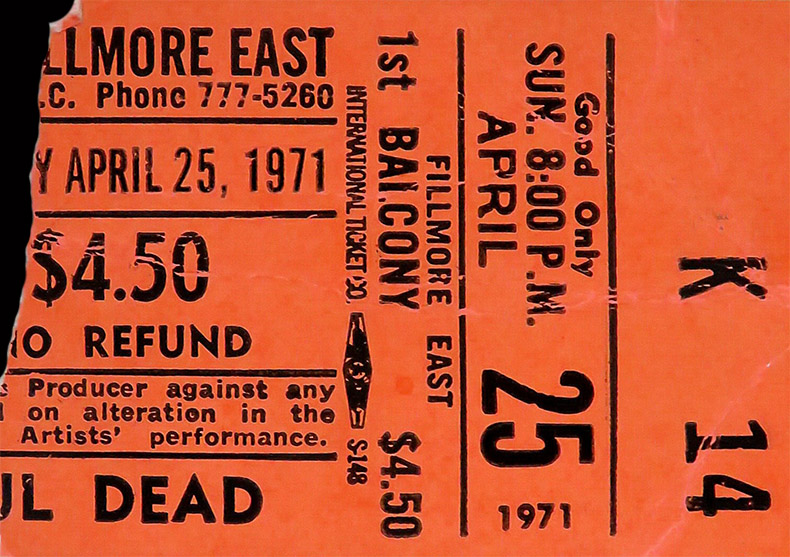 LLMORE EAST
.C. Phone 777-5260
Y APRIL 25, 1971
$4.50
NO REFUND
Producer against any
on alteration in the
Artists' performance.
UL DEAD
INTERNATIONAL TICKET CO.
S-148
1st BALCONY $4.50
FILLMORE EAST
APRIL 25 1971
SUN. 8:00 P.M.
Good Only
K 14